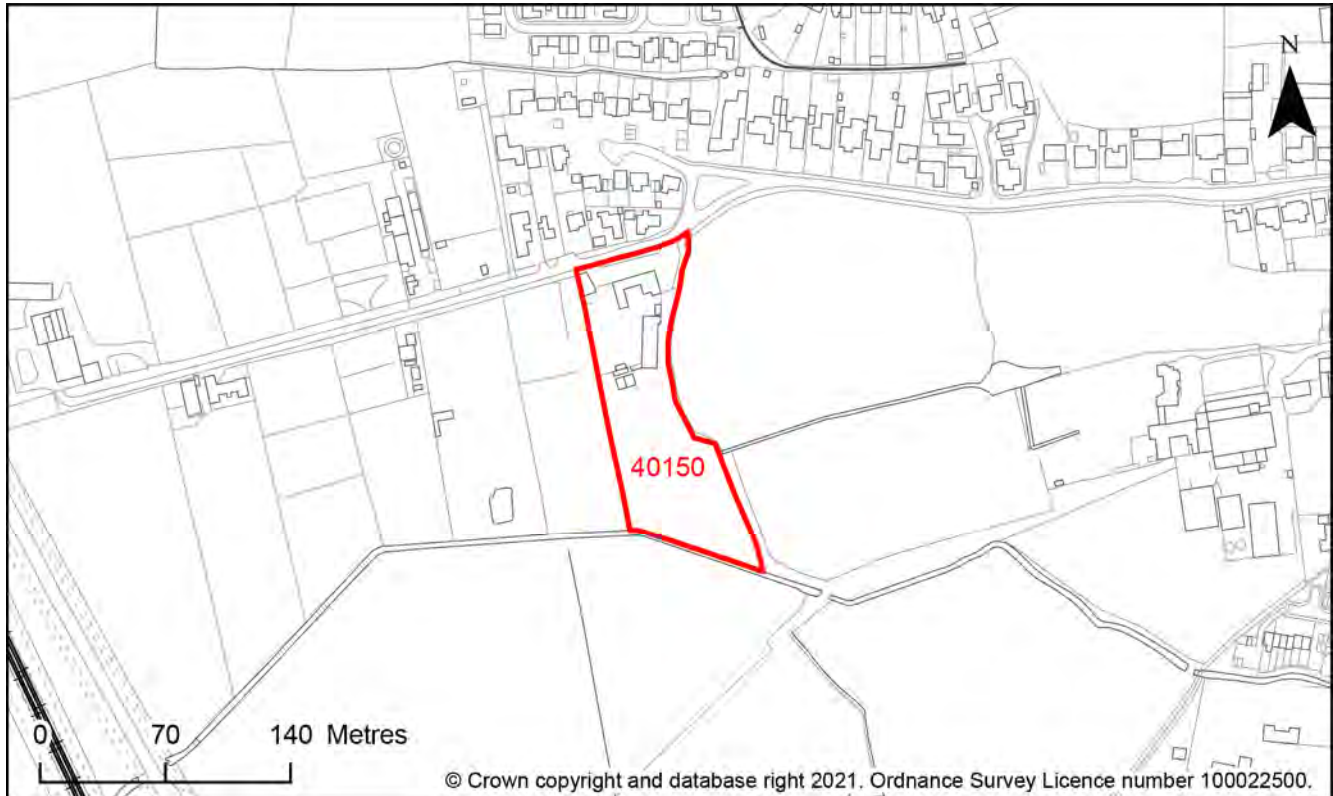 N
40150
0 70 140 Metres
© Crown copyright and database right 2021. Ordnance Survey Licence number 100022500.